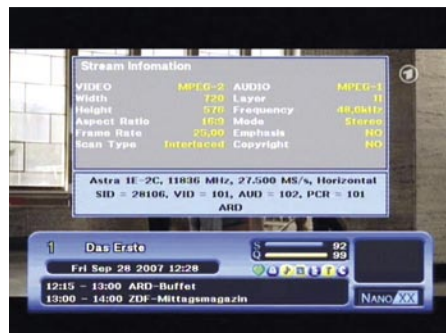 Stream Infomation
VIDEO MPEG-2 AUDIO MPEG-1
Width 720 Layer II
Height 576 Frequency 48,0kHz
Aspect Ratio 16:9 Mode Stereo
Frame Rate 25,00 Emphasis NO
Scan Type Interlaced Copyright NO
Astra 1E-2C, 11836 MHz, 27.500 MS/s, Horizontal
SID = 28106, VID = 101, AUD = 102, PCR = 101
ARD
1 Das Erste S 92
Q 99
Fri Sep 28 2007 12:28
12:15 - 13:00 ARD-Buffet
13:00 - 14:00 ZDF-Mittagsmagazin
NANO XX